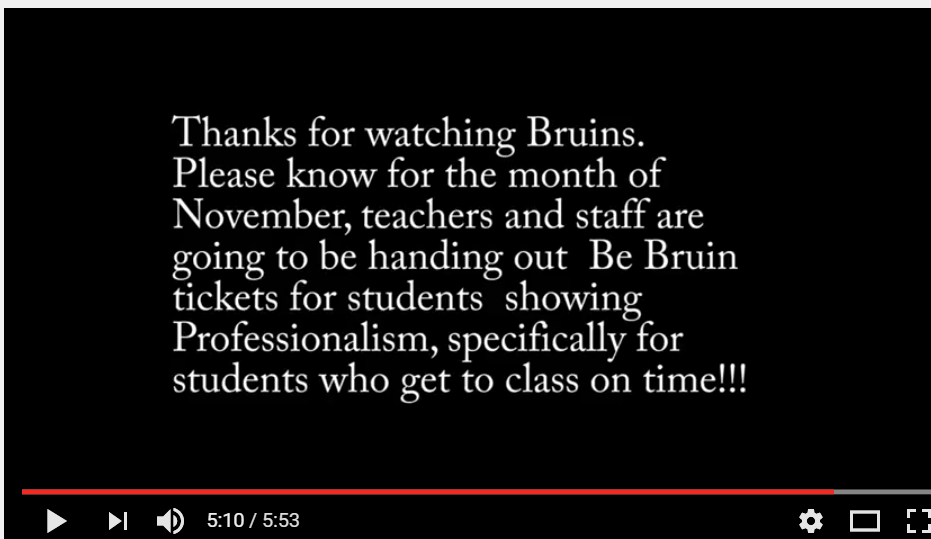 Thanks for watching Bruins.
Please know for the month of
November, teachers and staff are
going to be handing out  Be Bruin
tickets for students  showing
Professionalism, specifically for
students who get to class on time!!!
5:10 / 5:53